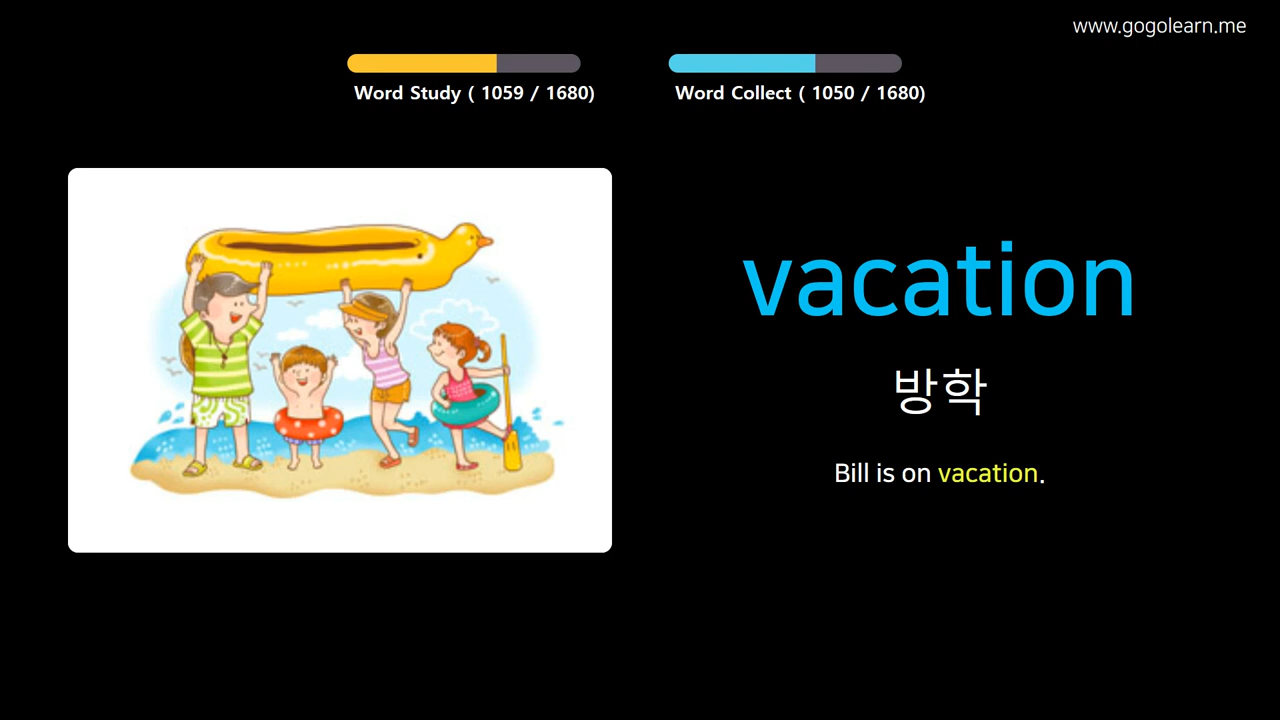 www.gogolearn.me
Word Study ( 1059 / 1680)
Word Collect ( 1050 / 1680)
vacation
방학
Bill is on vacation.